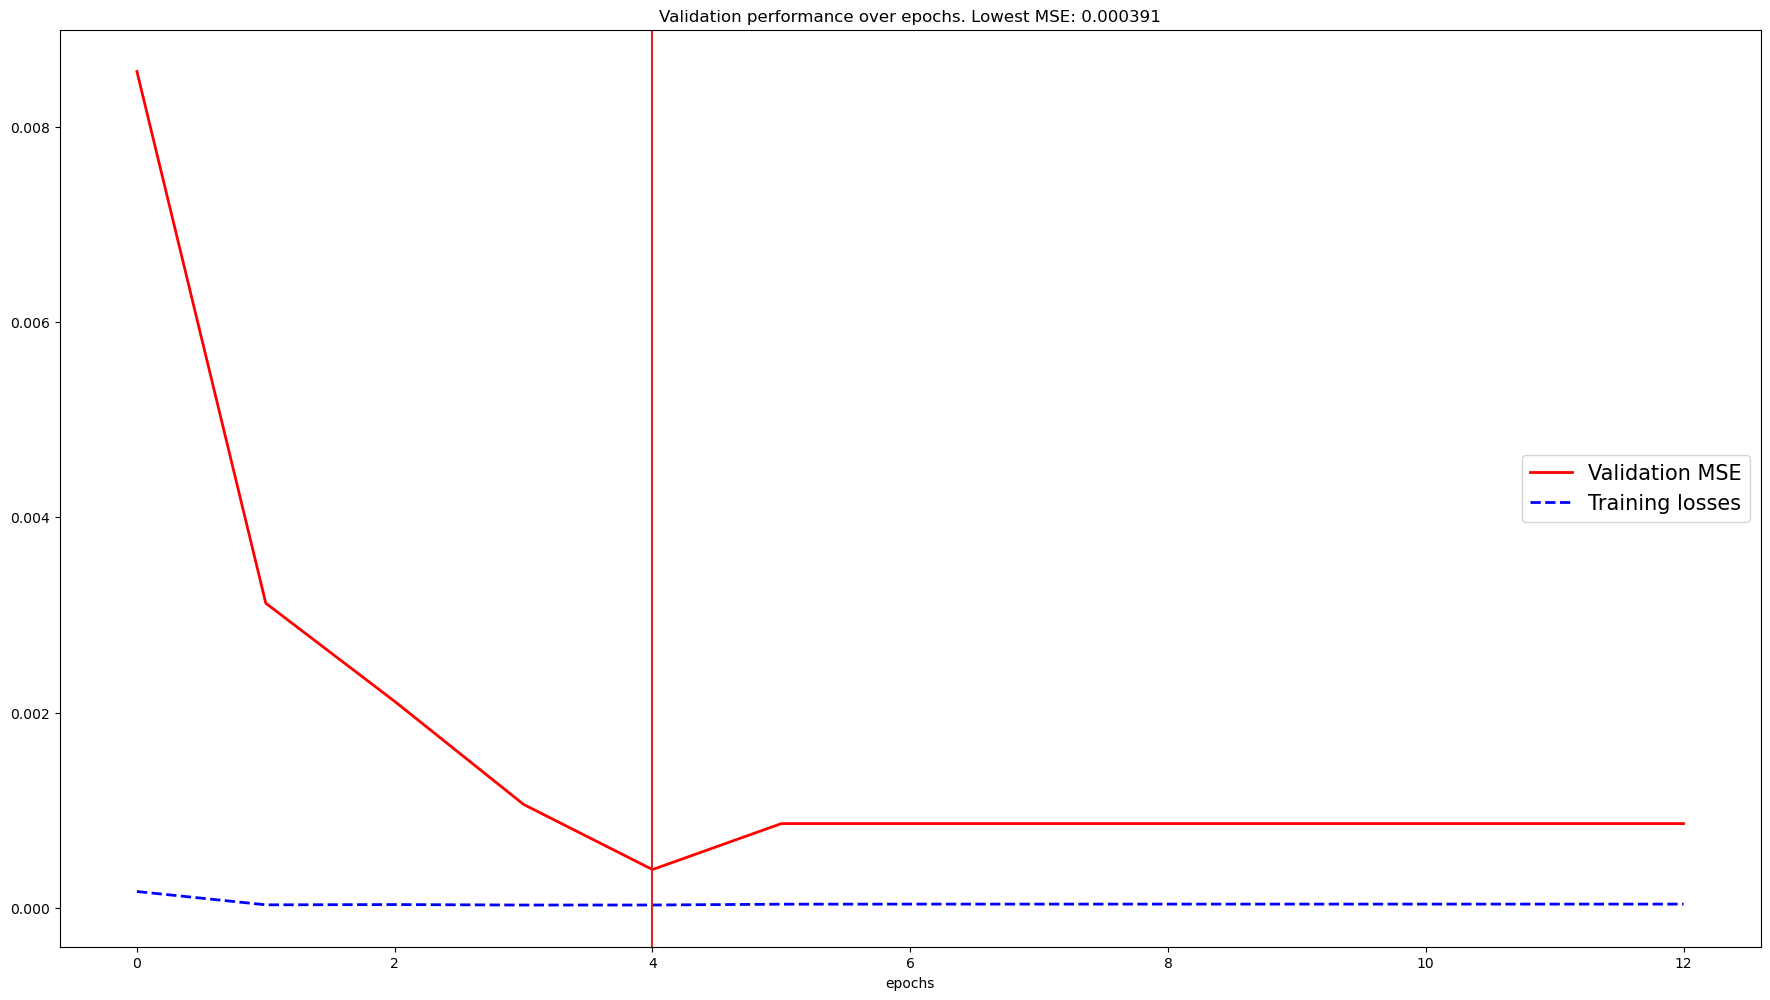 Validation performance over epochs. Lowest MSE: 0.000391
0.008
0.006
0.004
0.002
0.000
Validation MSE
Training losses
0 2 4 6 8 10 12
epochs